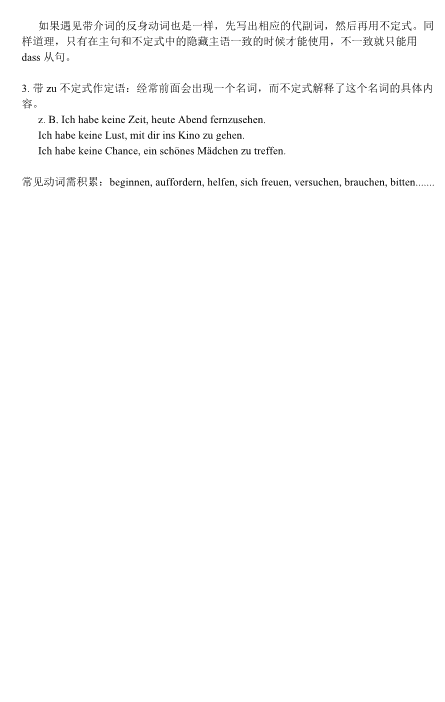 如果遇见带介词的反身动词也是一样，先写出相应的代副词，然后再用不定式。同
样道理，只有在主句和不定式中的隐藏主语一致的时候才能使用，不一致就只能用
dass 从句。
3. 带 zu 不定式作定语：经常前面会出现一个名词，而不定式解释了这个名词的具体内
容。
z. B. Ich habe keine Zeit, heute Abend fernzusehen.
Ich habe keine Lust, mit dir ins Kino zu gehen.
Ich habe keine Chance, ein schönes Mädchen zu treffen.
常见动词需积累：beginnen, auffordern, helfen, sich freuen, versuchen, brauchen, bitten.......